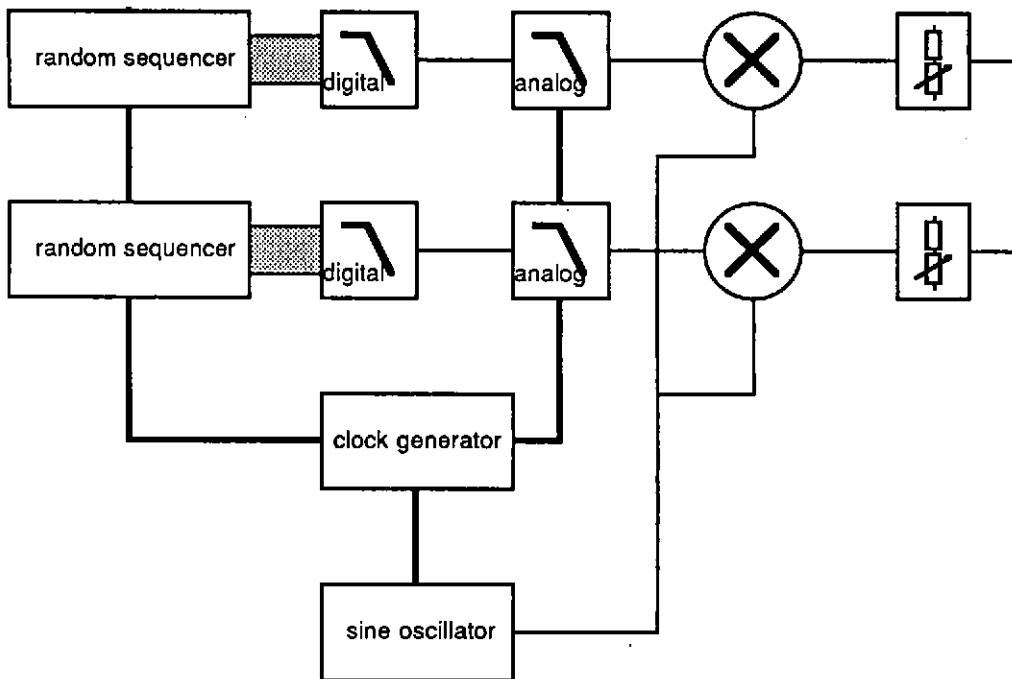 random sequencer
digital
analog
random sequencer
digital
analog
clock generator
sine oscillator